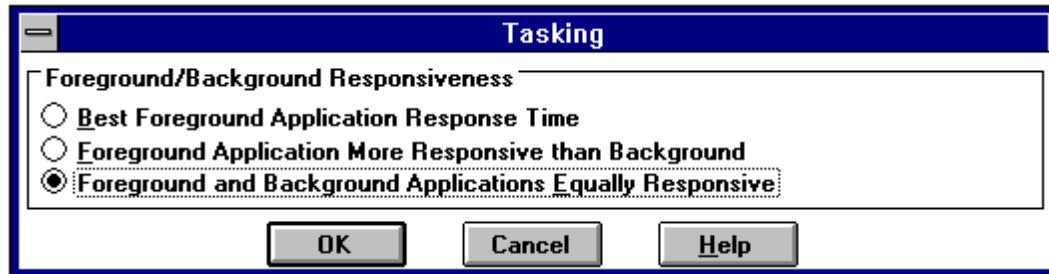 Tasking
Foreground/Background Responsiveness
Best Foreground Application Response Time
Foreground Application More Responsive than Background
Foreground and Background Applications Equally Responsive
OK Cancel Help